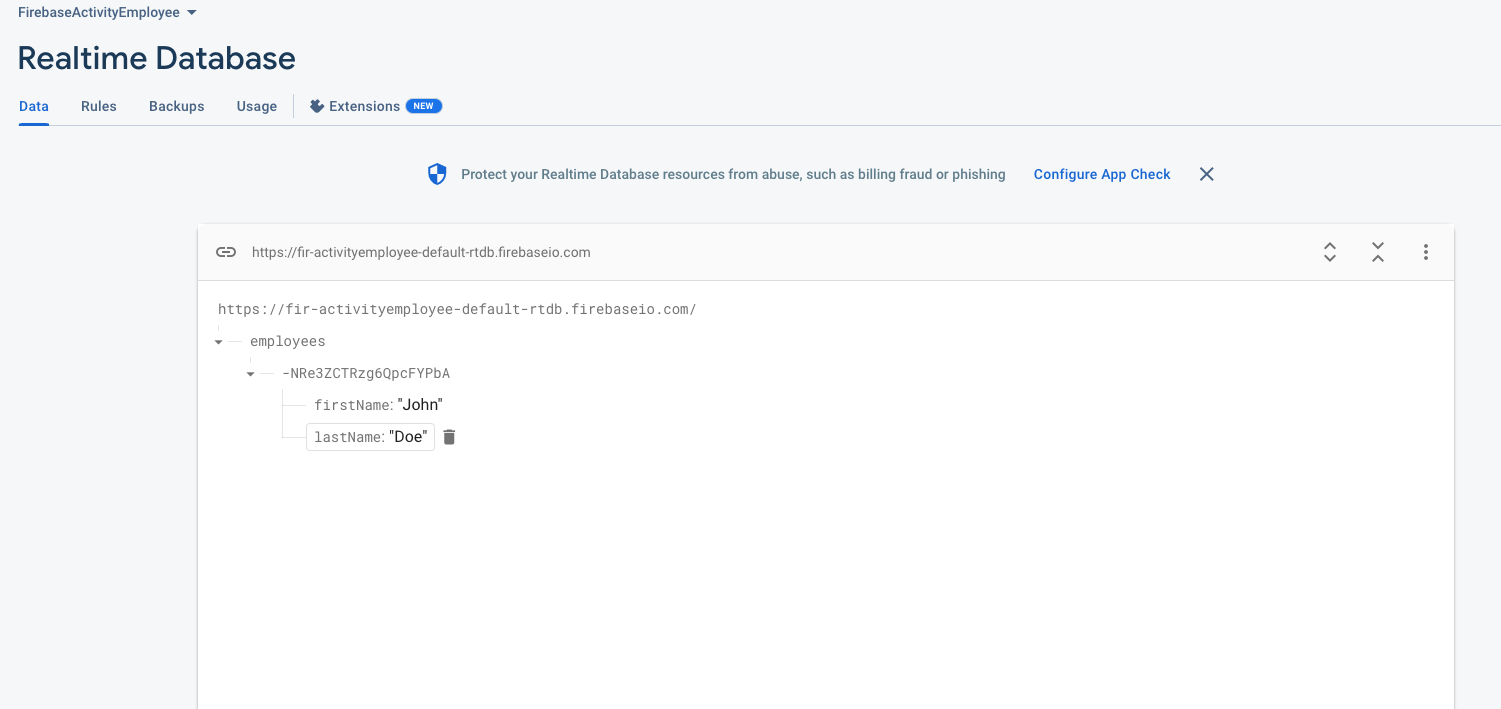 FirebaseActivityEmployee
Realtime Database
Data Rules Backups Usage Extensions NEW
Protect your Realtime Database resources from abuse, such as billing fraud or phishing Configure App Check
https://fir-activityemployee-default-rtdb.firebaseio.com
https://fir-activityemployee-default-rtdb.firebaseio.com/
employees
-NRe3ZCTRzg6QpcFYPbA
firstName: "John"
lastName: "Doe"